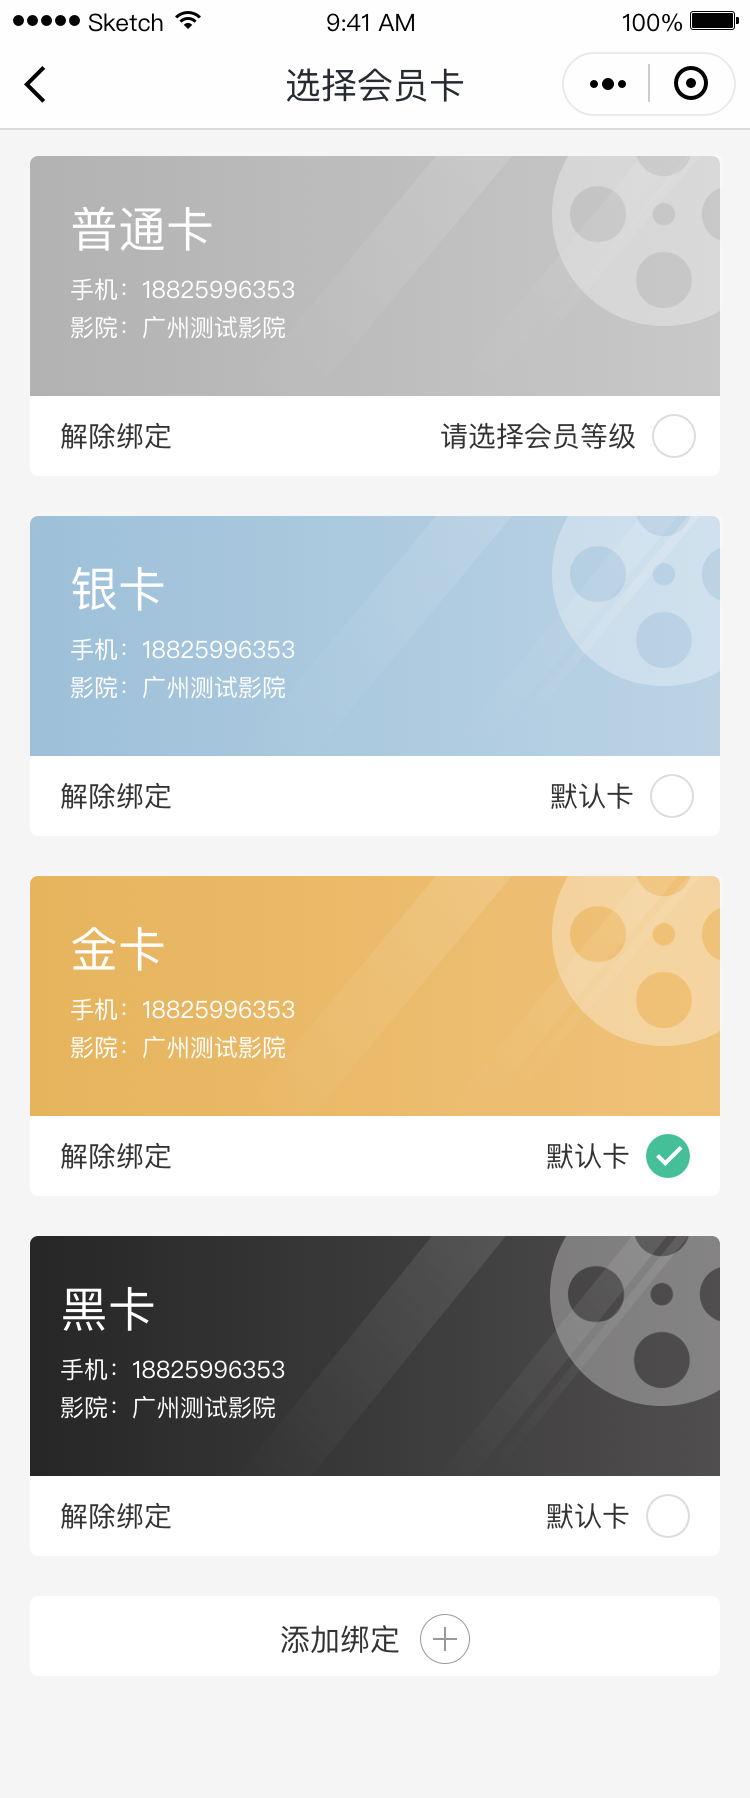 Sketch 9:41 AM 100%
选择会员卡
普通卡
手机：18825996353
影院：广州测试影院
解除绑定 请选择会员等级
银卡
手机：18825996353
影院：广州测试影院
解除绑定 默认卡
金卡
手机：18825996353
影院：广州测试影院
解除绑定 默认卡
黑卡
手机：18825996353
影院：广州测试影院
解除绑定 默认卡
添加绑定